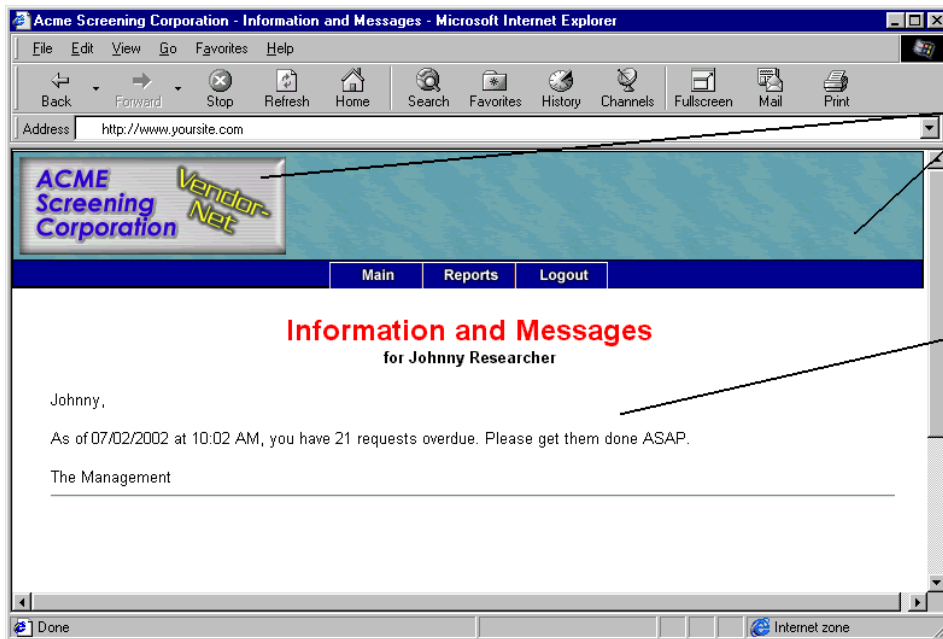 Acme Screening Corporation - Information and Messages - Microsoft Internet Explorer
File Edit View Go Favorites Help
Back Forward Stop Refresh Home Search Favorites History Channels Fullscreen Mail Print
Address http://www.yoursite.com
ACME
Screening
Corporation
Vendor-
Net
Main Reports Logout
Information and Messages
for Johnny Researcher
Johnny,
As of 07/02/2002 at 10:02 AM, you have 21 requests overdue. Please get them done ASAP.
The Management
Done Internet zone